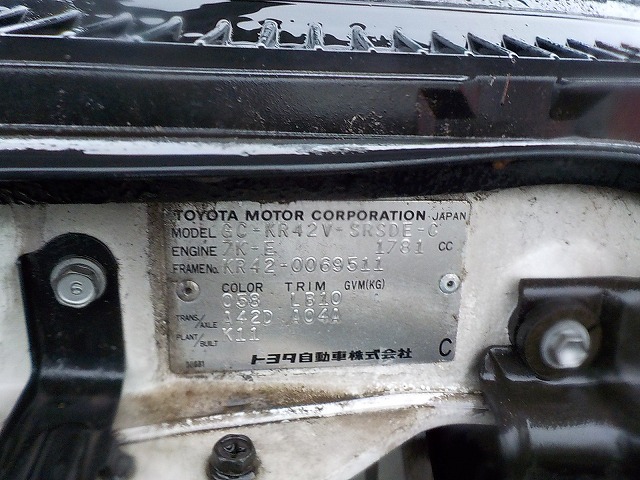 TOYOTA MOTOR CORPORATION JAPAN
MODEL GC-KR42V-SRSDE-C
ENGINE 7K-E 1781 CC
FRAME No. KR42-0069511
COLOR TRIM GVM(KG)
058 LB10
TRANS./AXLE A42D A04A
PLANT/BUILT K11
トヨタ自動車株式会社 C
6